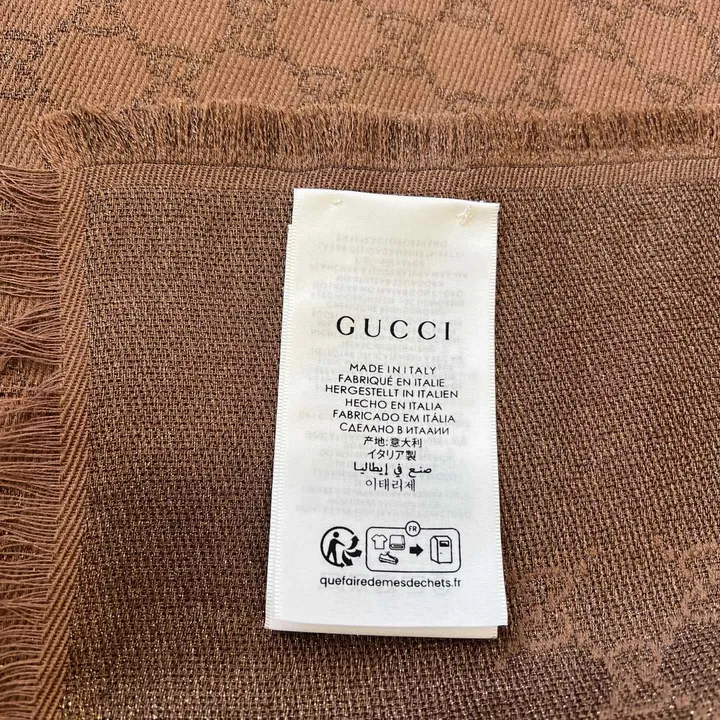 GUCCI
MADE IN ITALY
FABRIQUÉ EN ITALIE
HERGESTELLT IN ITALIEN
HECHO EN ITALIA
FABRICADO EM ITÁLIA
СДЕЛАНО В ИТАЛИИ
产地:意大利
イタリア製
صنع في إيطاليا
이태리제
FR
quefairedemesdechets.fr